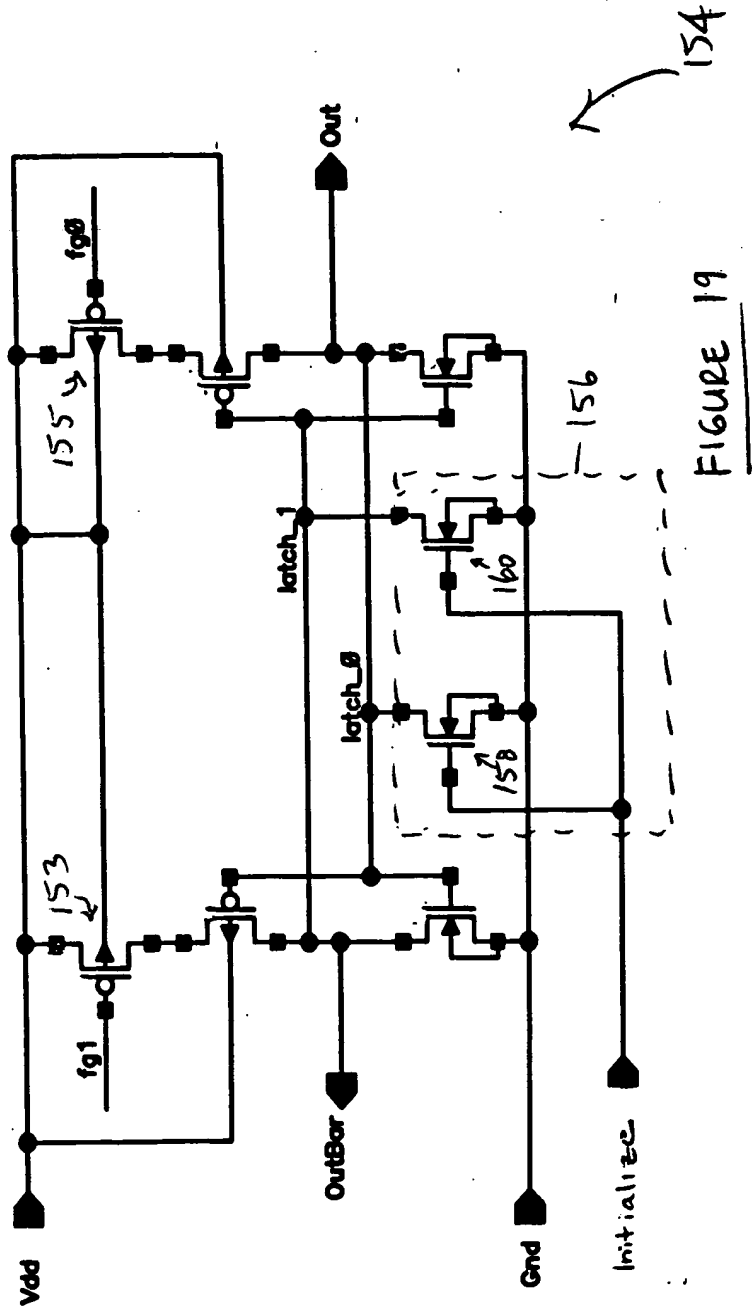 Vdd
fg1
153
155
fg0
OutBar
latch_1
latch_0
Out
158
160
156
Gnd
Initialize
154
FIGURE 19